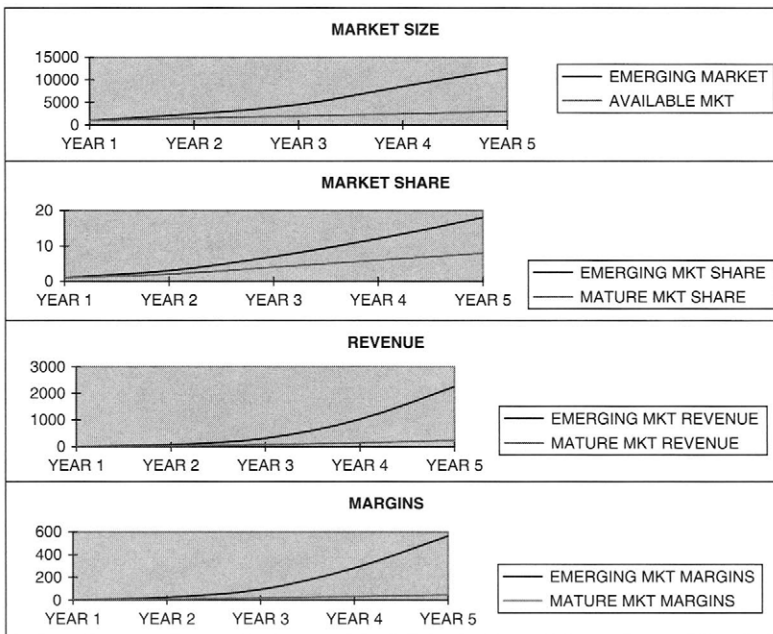 MARKET SIZE
15000
10000
5000
0
YEAR 1 YEAR 2 YEAR 3 YEAR 4 YEAR 5
EMERGING MARKET
AVAILABLE MKT
MARKET SHARE
20
10
0
YEAR 1 YEAR 2 YEAR 3 YEAR 4 YEAR 5
EMERGING MKT SHARE
MATURE MKT SHARE
REVENUE
3000
2000
1000
0
YEAR 1 YEAR 2 YEAR 3 YEAR 4 YEAR 5
EMERGING MKT REVENUE
MATURE MKT REVENUE
MARGINS
600
400
200
0
YEAR 1 YEAR 2 YEAR 3 YEAR 4 YEAR 5
EMERGING MKT MARGINS
MATURE MKT MARGINS